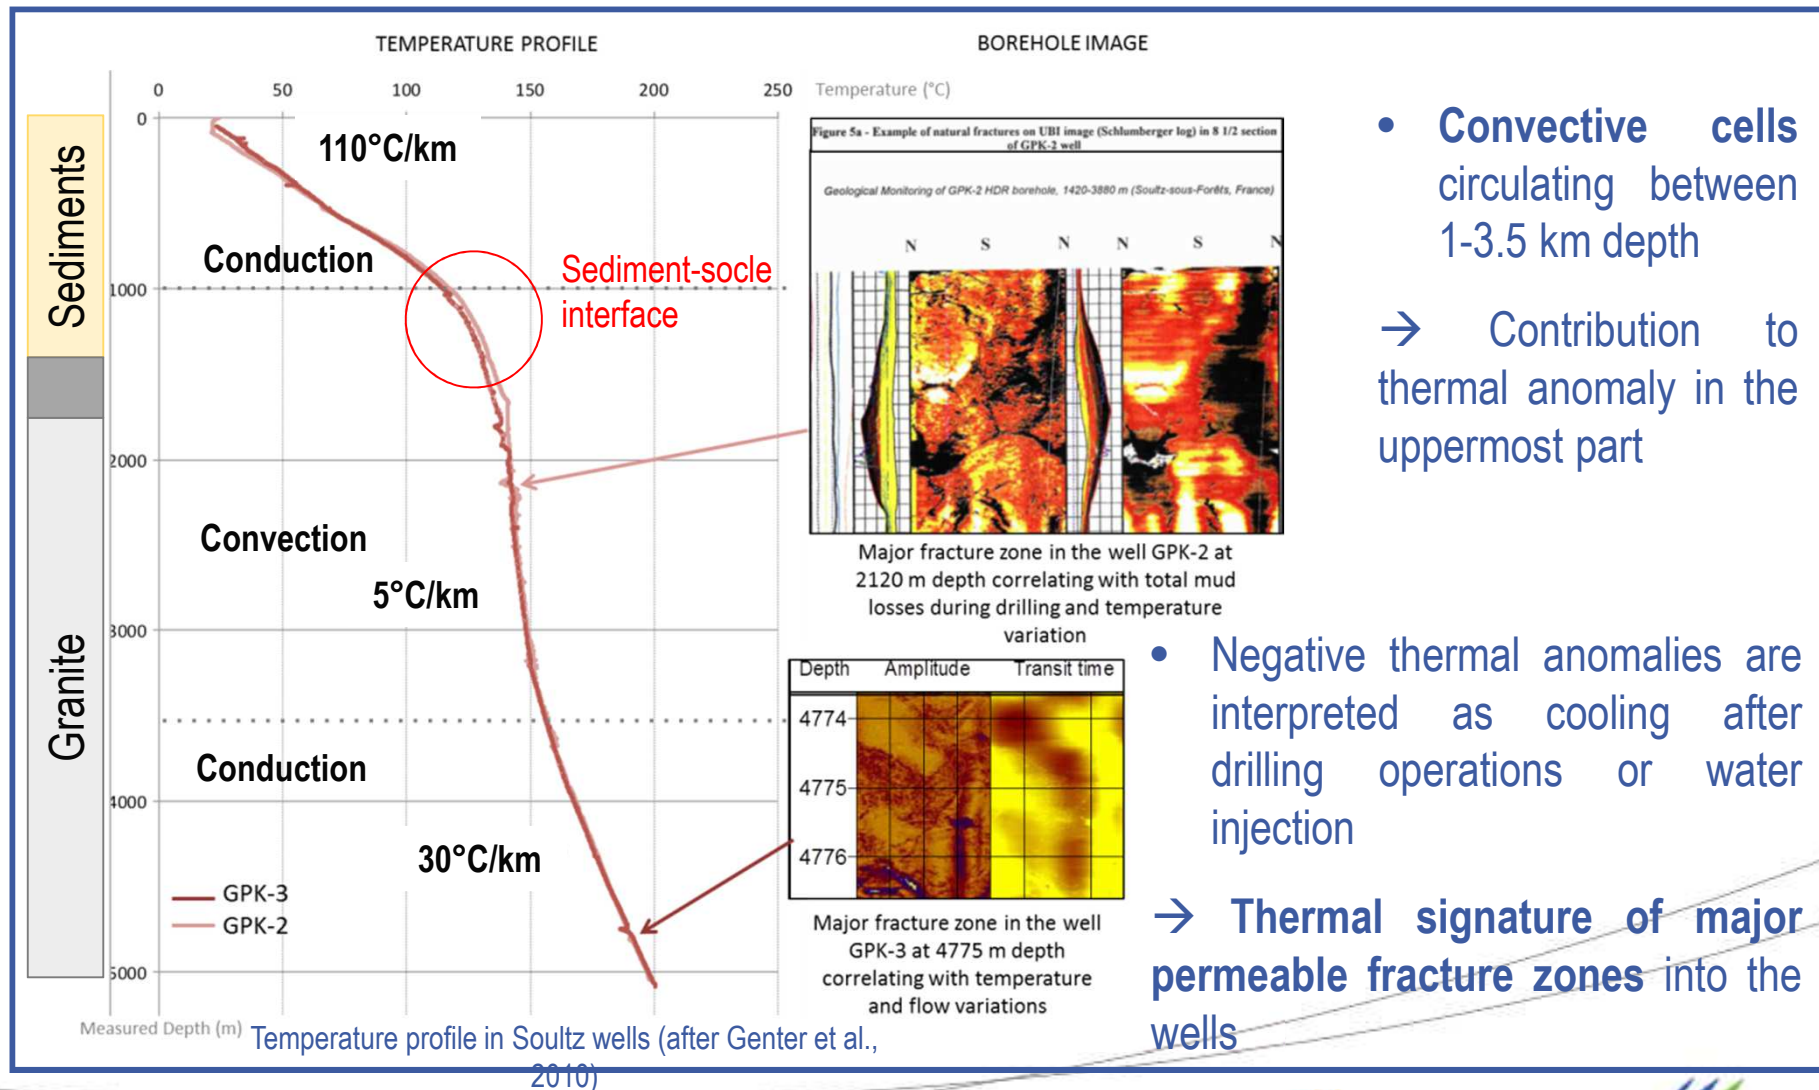 TEMPERATURE PROFILE
BOREHOLE IMAGE
0 50 100 150 200 250 Temperature (°C)
0
1000
2000
3000
4000
5000
Measured Depth (m)
Sediments
Granite
110°C/km
Conduction
Sediment-socle
interface
Convection
5°C/km
Conduction
30°C/km
GPK-3
GPK-2
Temperature profile in Soultz wells (after Genter et al.,
2010)
Figure 5a - Example of natural fractures on UBI image (Schlumberger log) in 8 1/2 section
of GPK-2 well
Geological Monitoring of GPK-2 HDR borehole, 1420-3880 m (Soultz-sous-Forêts, France)
N S N N S N
Major fracture zone in the well GPK-2 at
2120 m depth correlating with total mud
losses during drilling and temperature
variation
Depth Amplitude Transit time
4774
4775
4776
Major fracture zone in the well
GPK-3 at 4775 m depth
correlating with temperature
and flow variations
• Convective cells
circulating between
1-3.5 km depth
→ Contribution to
thermal anomaly in the
uppermost part
• Negative thermal anomalies are
interpreted as cooling after
drilling operations or water
injection
→ Thermal signature of major
permeable fracture zones into the
wells